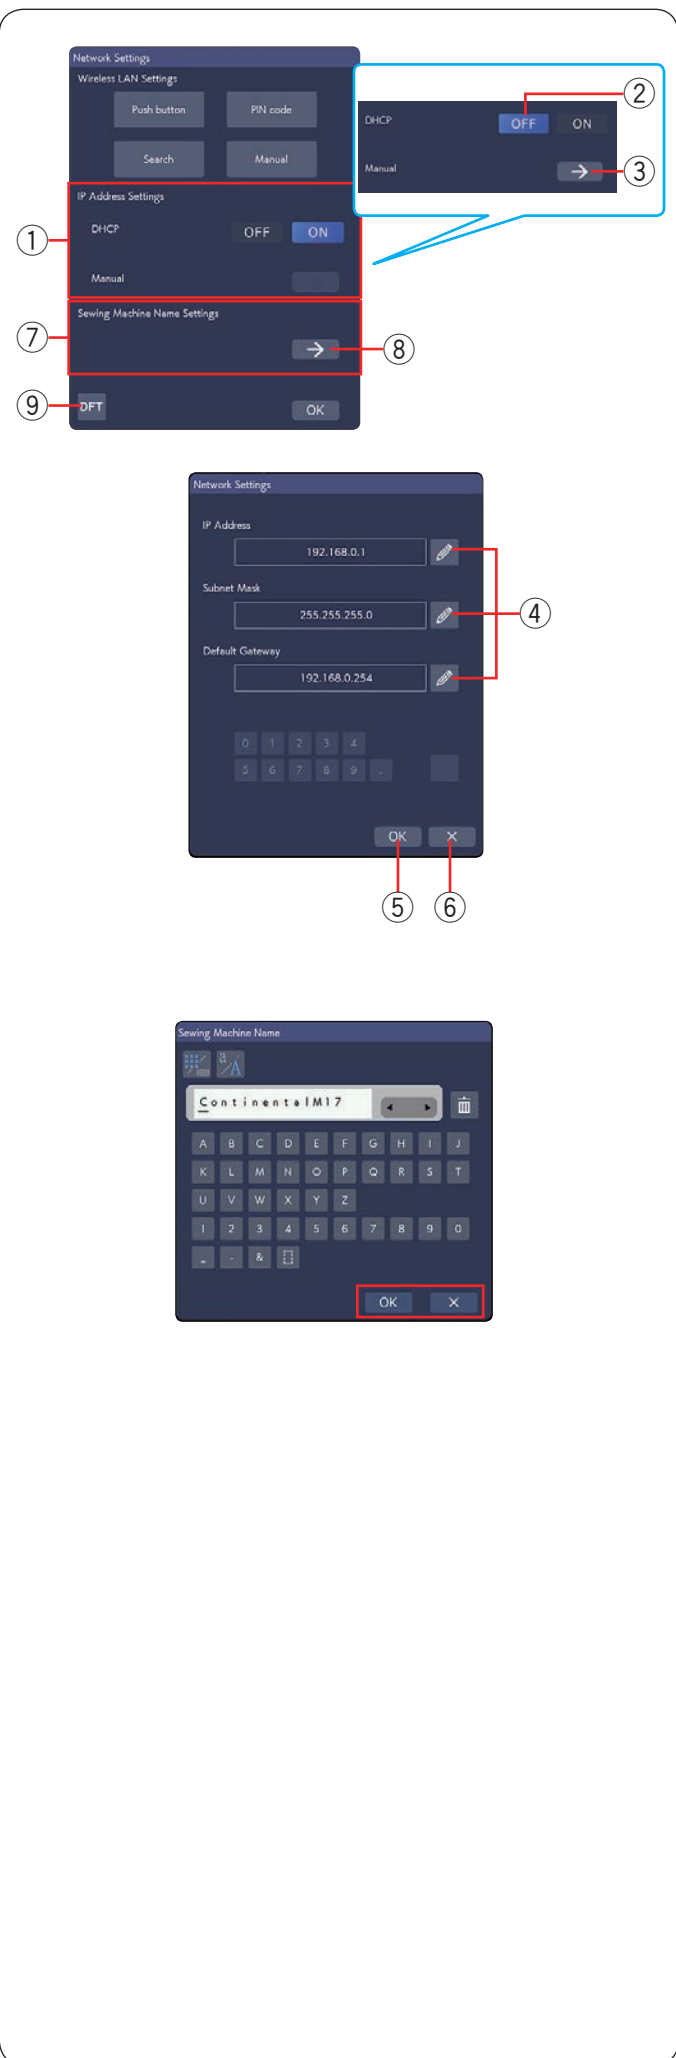 Network Settings
Wireless LAN Settings
Push button PIN code
Search Manual
IP Address Settings
DHCP OFF ON
Manual
Sewing Machine Name Settings
→
DFT OK
DHCP OFF ON
Manual →
①
②
③
⑦
⑧
⑨
Network Settings
IP Address
192.168.0.1
Subnet Mask
255.255.255.0
Default Gateway
192.168.0.254
0 1 2 3 4
5 6 7 8 9 .
OK ×
④
⑤ ⑥
Sewing Machine Name
a/A
ContinentalM17
A B C D E F G H I J
K L M N O P Q R S T
U V W X Y Z
1 2 3 4 5 6 7 8 9 0
_ - &
OK ×